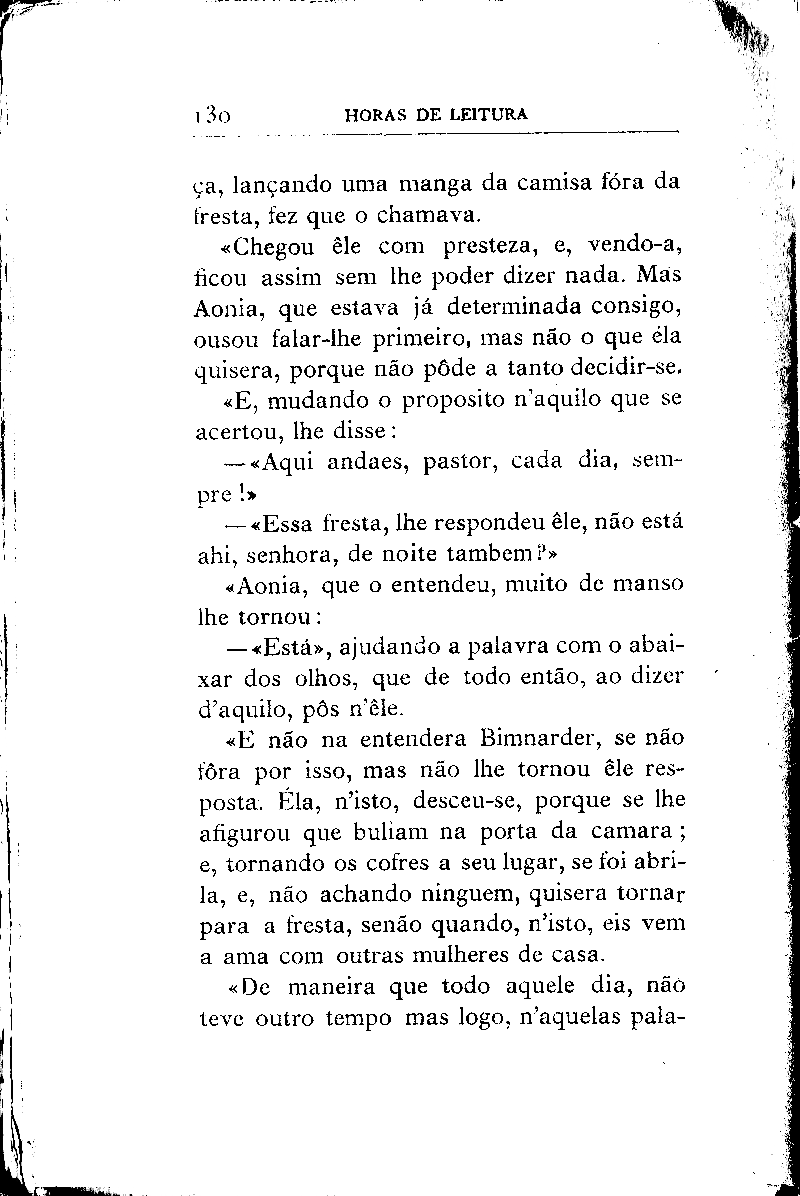 130 HORAS DE LEITURA
ça, lançando uma manga da camisa fóra da
fresta, fez que o chamava.
«Chegou êle com presteza, e, vendo-a,
ficou assim sem lhe poder dizer nada. Mas
Aonia, que estava já determinada consigo,
ousou falar-lhe primeiro, mas não o que éla
quisera, porque não pôde a tanto decidir-se.
«E, mudando o proposito n'aquilo que se
acertou, lhe disse:
—«Aqui andaes, pastor, cada dia, sem-
pre!»
—«Essa fresta, lhe respondeu êle, não está
ahi, senhora, de noite tambem?»
«Aonia, que o entendeu, muito de manso
lhe tornou:
—«Está», ajudando a palavra com o abai-
xar dos olhos, que de todo então, ao dizer
d'aquilo, pôs n'êle.
«E não na entendera Bimnarder, se não
fôra por isso, mas não lhe tornou êle res-
posta. Éla, n'isto, desceu-se, porque se lhe
afigurou que buliam na porta da camara;
e, tornando os cofres a seu lugar, se foi abri-
la, e, não achando ninguem, quisera tornar
para a fresta, senão quando, n'isto, eis vem
a ama com outras mulheres de casa.
«De maneira que todo aquele dia, não
teve outro tempo mas logo, n'aquelas pala-